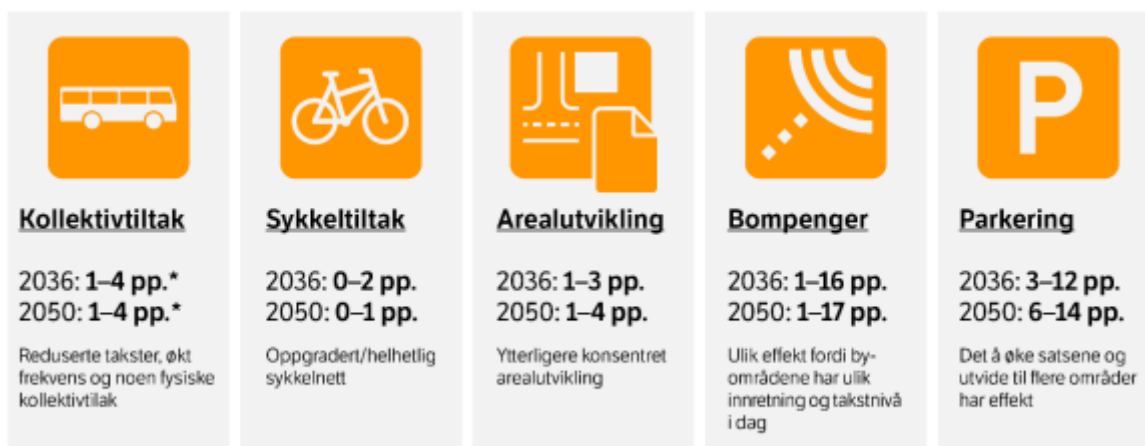 P
Kollektivtiltak
2036: 1–4 pp.*
2050: 1–4 pp.*
Reduserte takster, økt
frekvens og noen fysiske
kollektivtilak
Sykkeltiltak
2036: 0–2 pp.
2050: 0–1 pp.
Oppgradert/helhetlig
sykkelnett
Arealutvikling
2036: 1–3 pp.
2050: 1–4 pp.
Ytterligere konsentret
arealutvikling
Bompenger
2036: 1–16 pp.
2050: 1–17 pp.
Ulik effekt fordi by-
områdene har ulik
innretning og takstnivå
i dag
Parkering
2036: 3–12 pp.
2050: 6–14 pp.
Det å øke satsene og
utvide til flere områder
har effekt